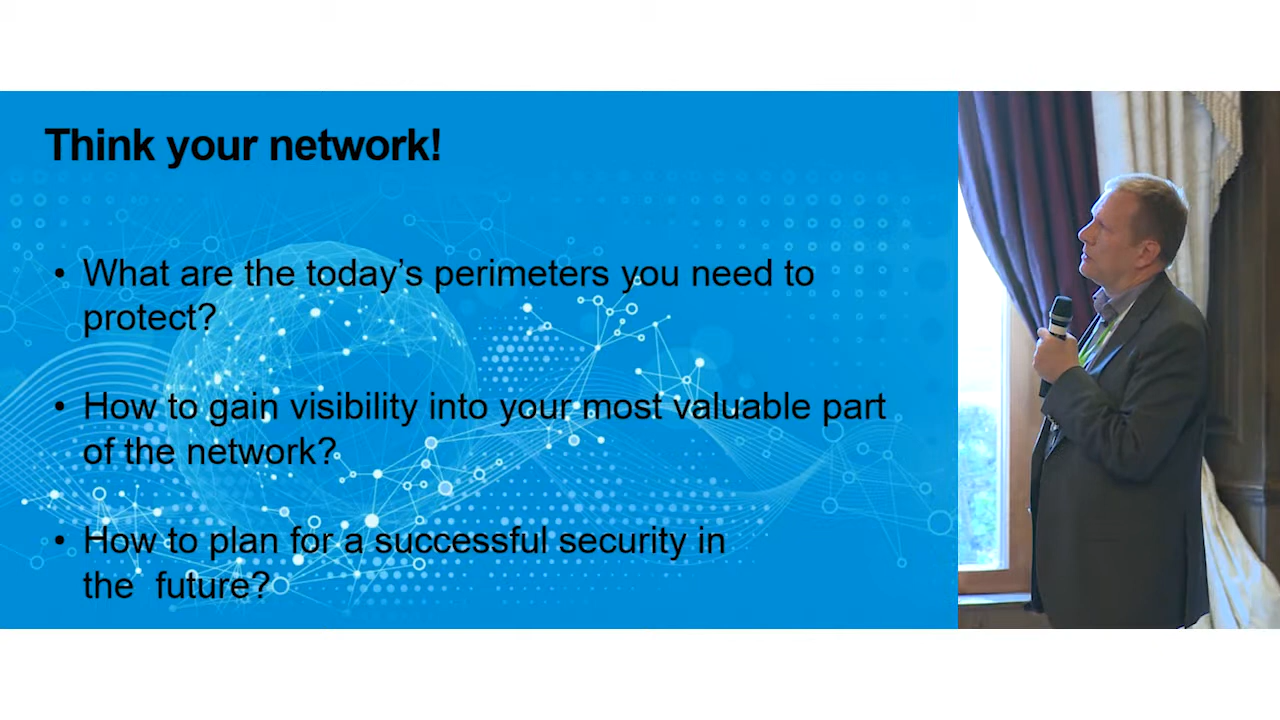 Think your network!
• What are the today’s perimeters you need to
protect?
• How to gain visibility into your most valuable part
of the network?
• How to plan for a successful security in
the  future?